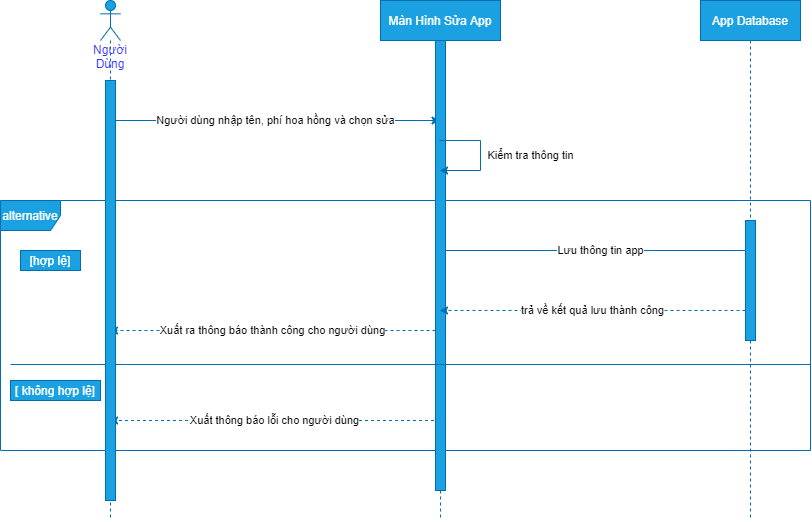 Màn Hình Sửa App
App Database
Người
Dùng
Người dùng nhập tên, phí hoa hồng và chọn sửa
Kiểm tra thông tin
alternative
Lưu thông tin app
[hợp lệ]
trả về kết quả lưu thành công
Xuất ra thông báo thành công cho người dùng
[ không hợp lệ]
Xuất thông báo lỗi cho người dùng